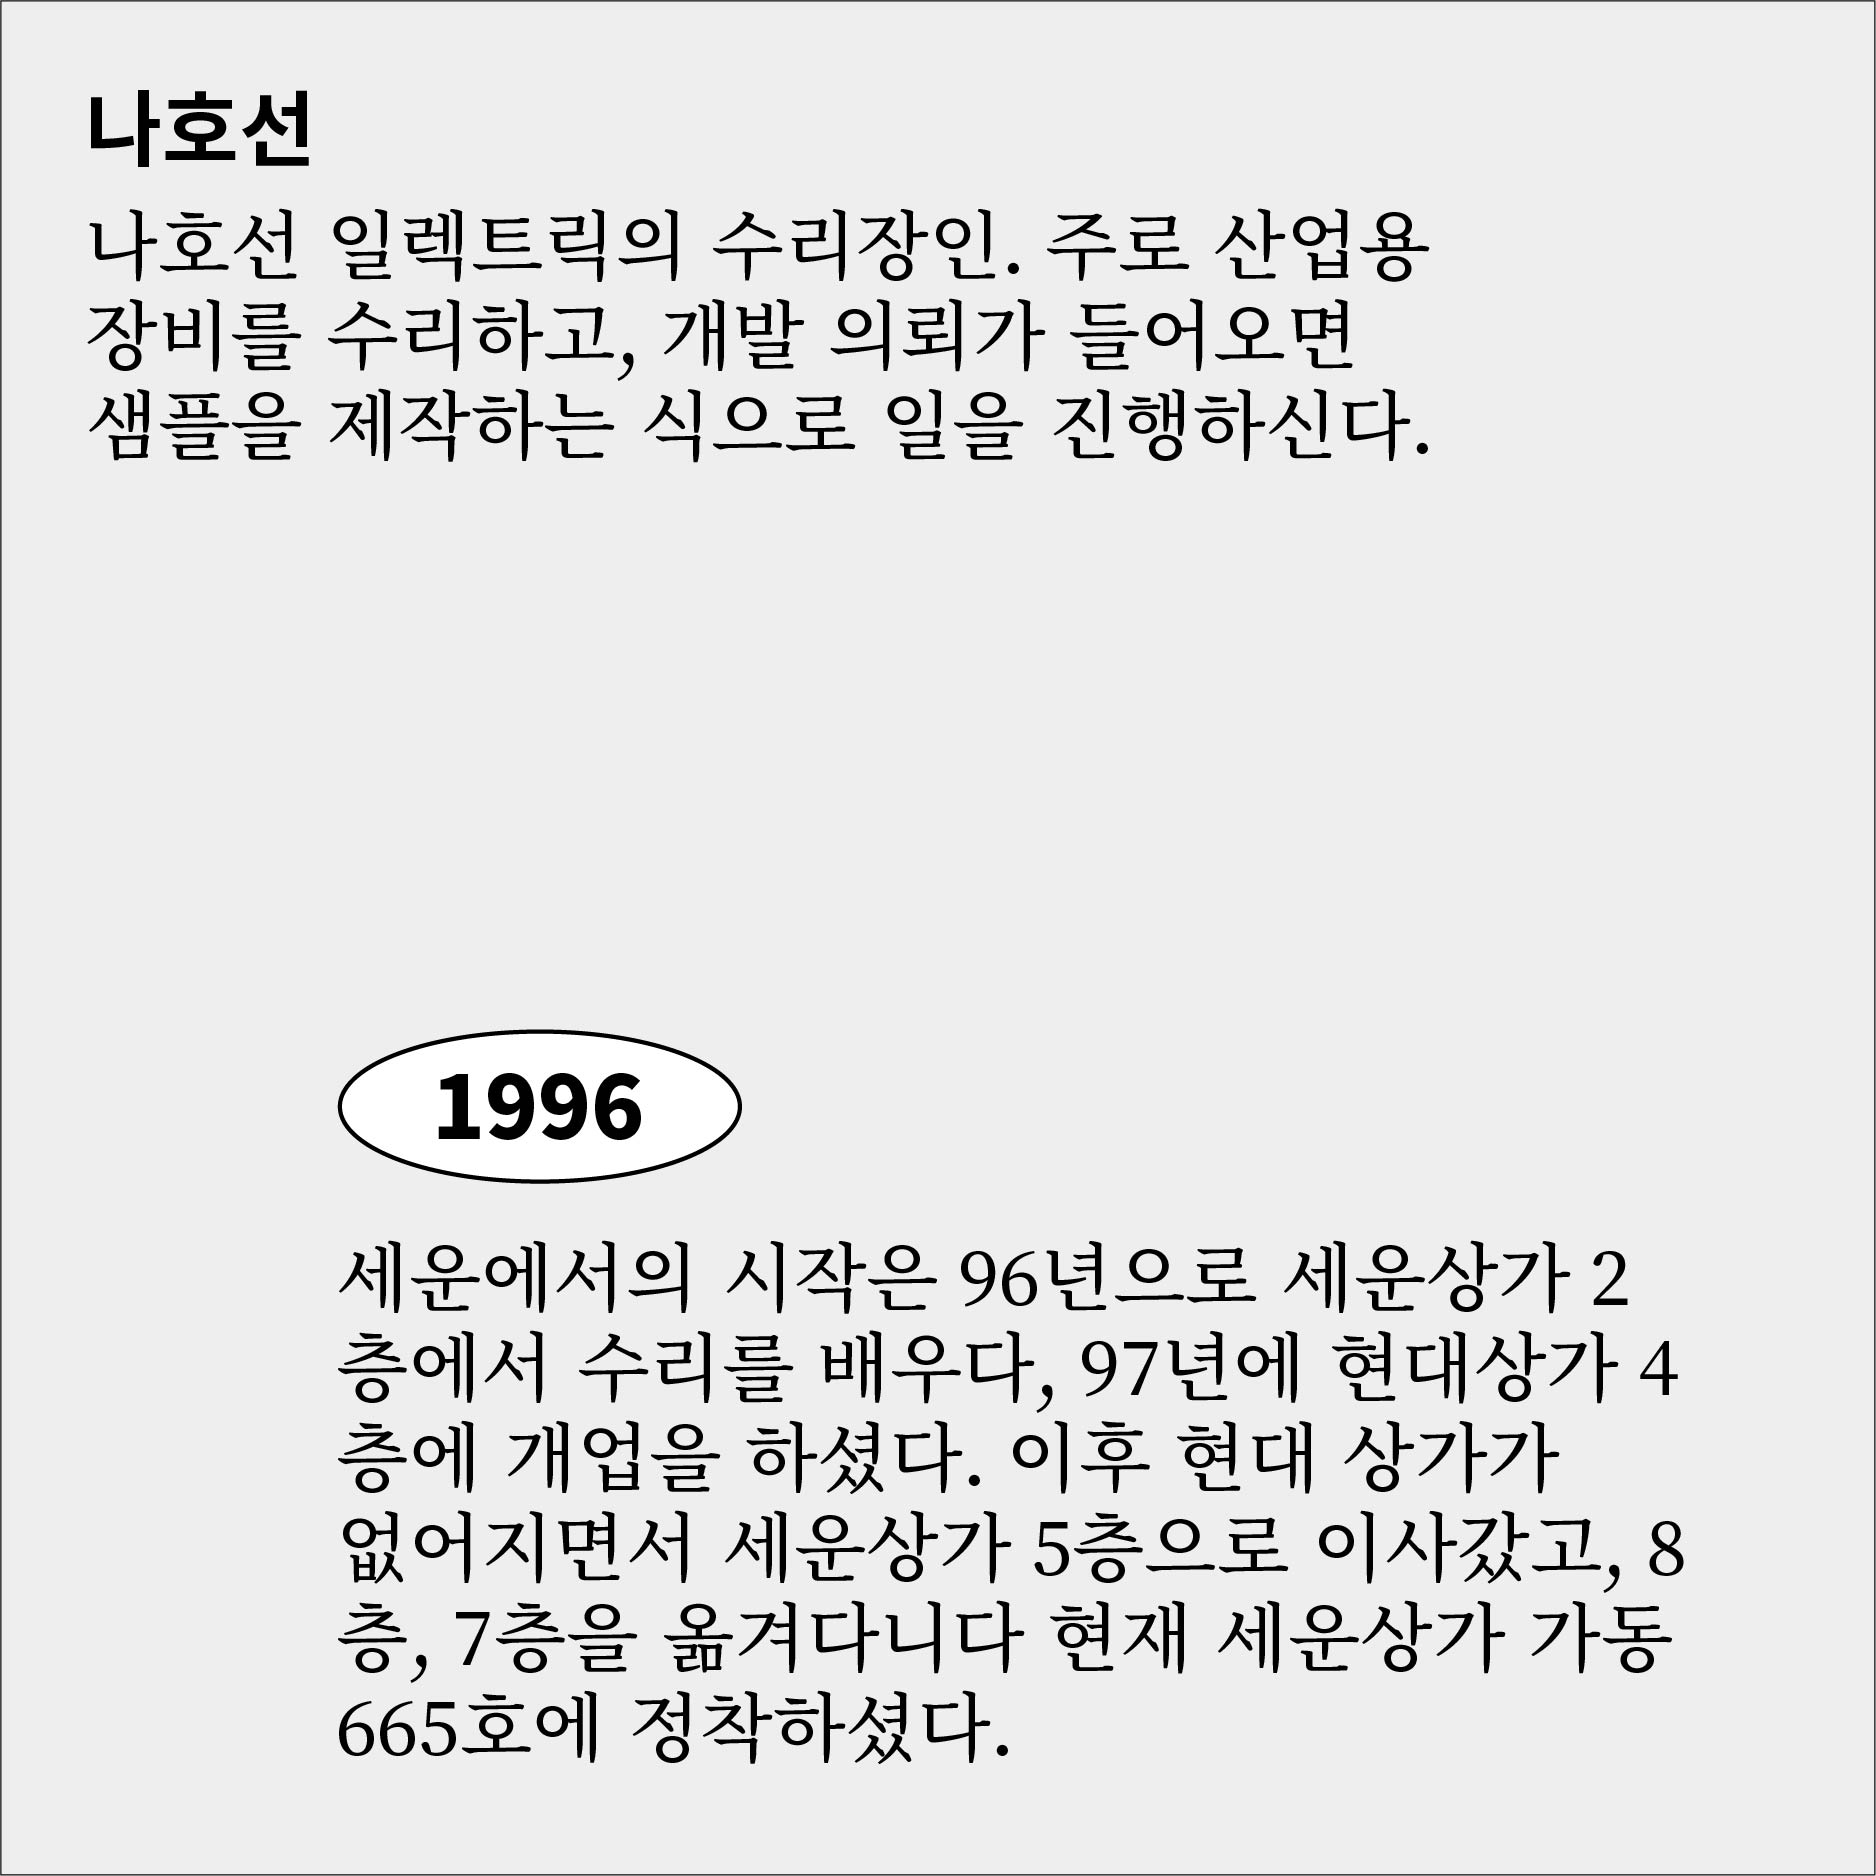 나호선
나호선 일렉트릭의 수리장인. 주로 산업용
장비를 수리하고, 개발 의뢰가 들어오면
샘플을 제작하는 식으로 일을 진행하신다.
1996
세운에서의 시작은 96년으로 세운상가 2
층에서 수리를 배우다, 97년에 현대상가 4
층에 개업을 하셨다. 이후 현대 상가가
없어지면서 세운상가 5층으로 이사갔고, 8
층, 7층을 옮겨다니다 현재 세운상가 가동
665호에 정착하셨다.